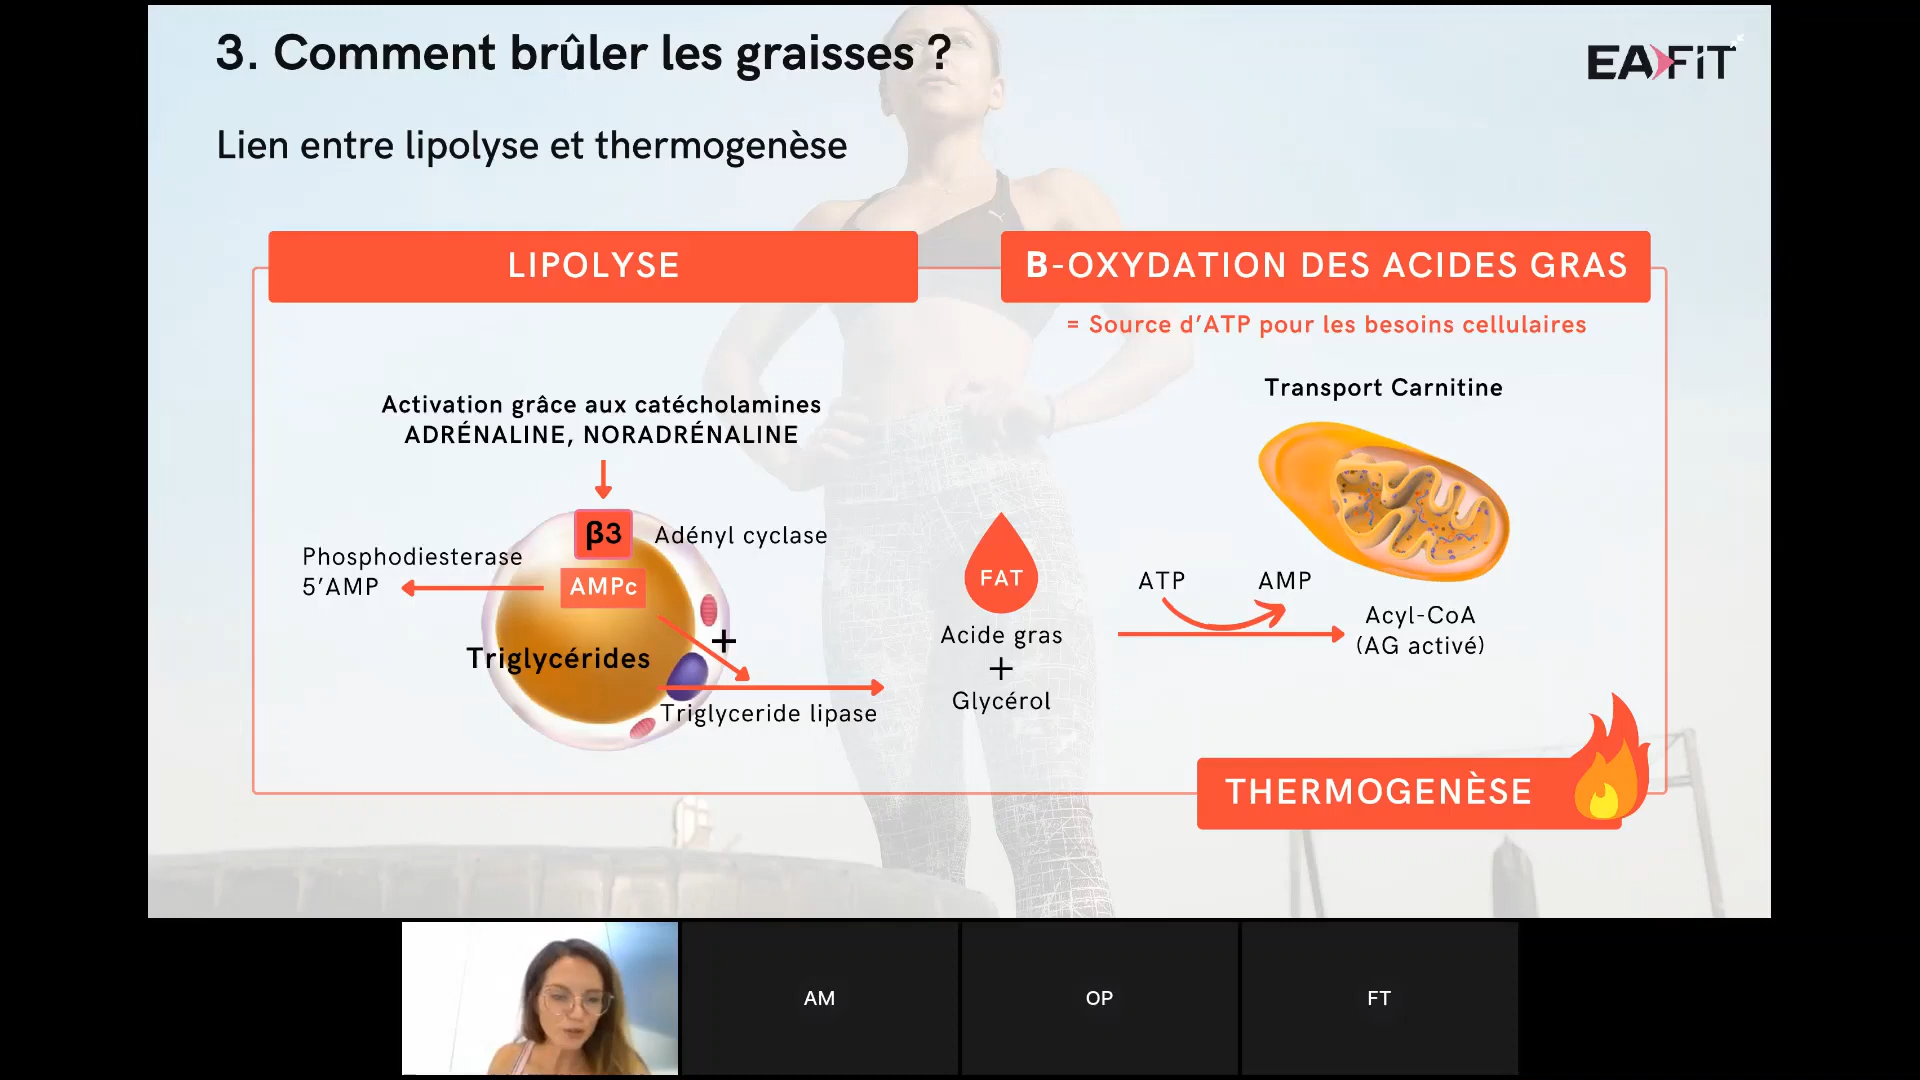 3. Comment brûler les graisses ?
EAFiT
Lien entre lipolyse et thermogenèse
LIPOLYSE
B-OXYDATION DES ACIDES GRAS
= Source d'ATP pour les besoins cellulaires
Activation grâce aux catécholamines
ADRÉNALINE, NORADRÉNALINE
Transport Carnitine
β3
Adényl cyclase
Phosphodiesterase
5'AMP
AMPc
Triglycérides
+
Triglyceride lipase
FAT
Acide gras
+
Glycérol
ATP
AMP
Acyl-CoA
(AG activé)
THERMOGENÈSE
AM
OP
FT